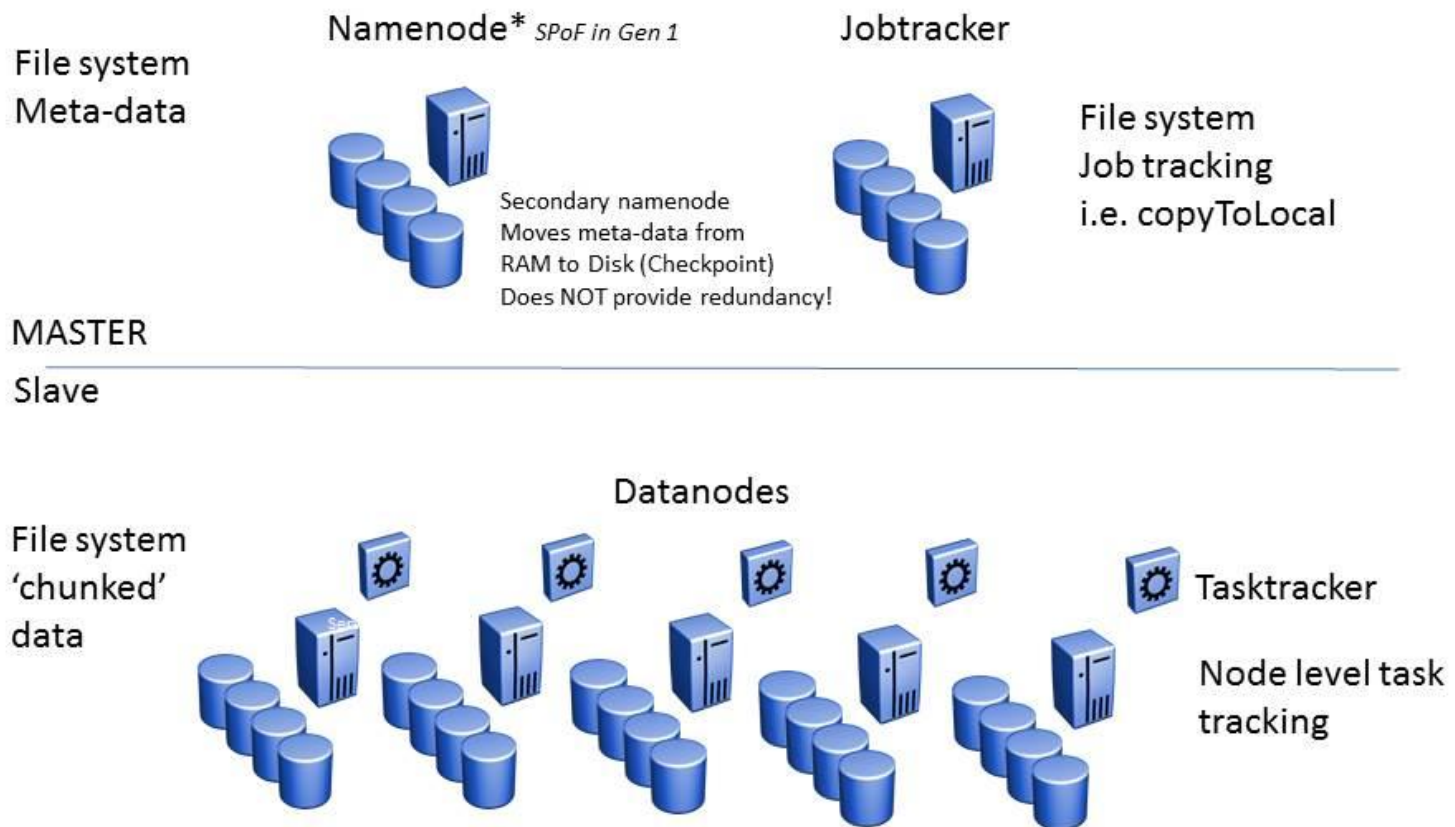 Namenode* SPoF in Gen 1
Jobtracker
File system
Meta-data
File system
Job tracking
i.e. copyToLocal
Secondary namenode
Moves meta-data from
RAM to Disk (Checkpoint)
Does NOT provide redundancy!
MASTER
Slave
Datanodes
File system
‘chunked’
data
Tasktracker
Node level task
tracking